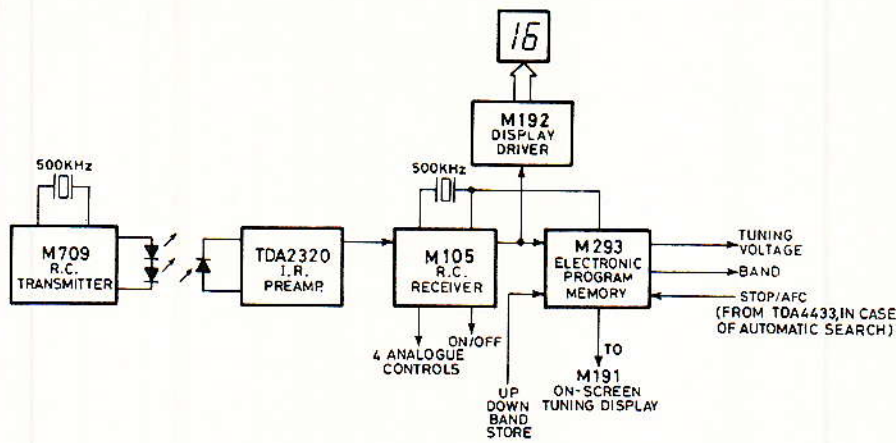 16
M192
DISPLAY
DRIVER
500KHz
500KHz
M709
R.C.
TRANSMITTER
TDA2320
I.R.
PREAMP.
M105
R.C.
RECEIVER
M293
ELECTRONIC
PROGRAM
MEMORY
TUNING
VOLTAGE
BAND
STOP/AFC
(FROM TDA4433,IN CASE
OF AUTOMATIC SEARCH)
4 ANALOGUE
CONTROLS
ON/OFF
UP
DOWN
BAND
STORE
TO
M191
ON-SCREEN
TUNING DISPLAY